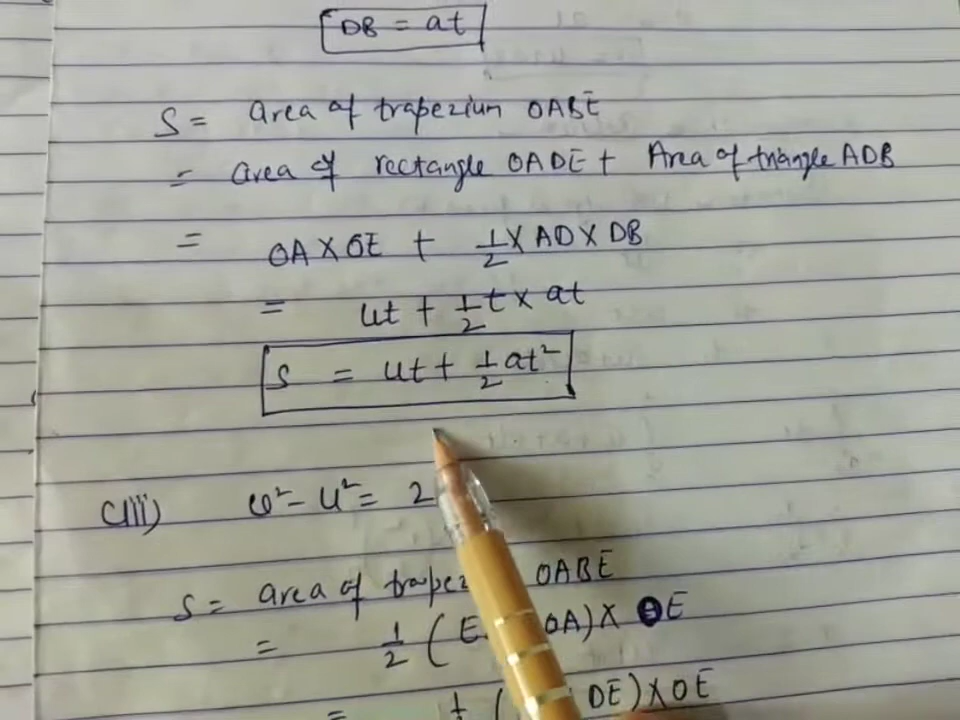 DB = at
S = area of trapezium OABE
= area of rectangle OADE + Area of triangle ADB
= OA X OE + 1/2 X AD X DB
= ut + 1/2 t x at
S = ut + 1/2 at²
(iii) v² - u² = 2
S = area of OABE
= 1/2 ( OA) X OE
= DE) X OE